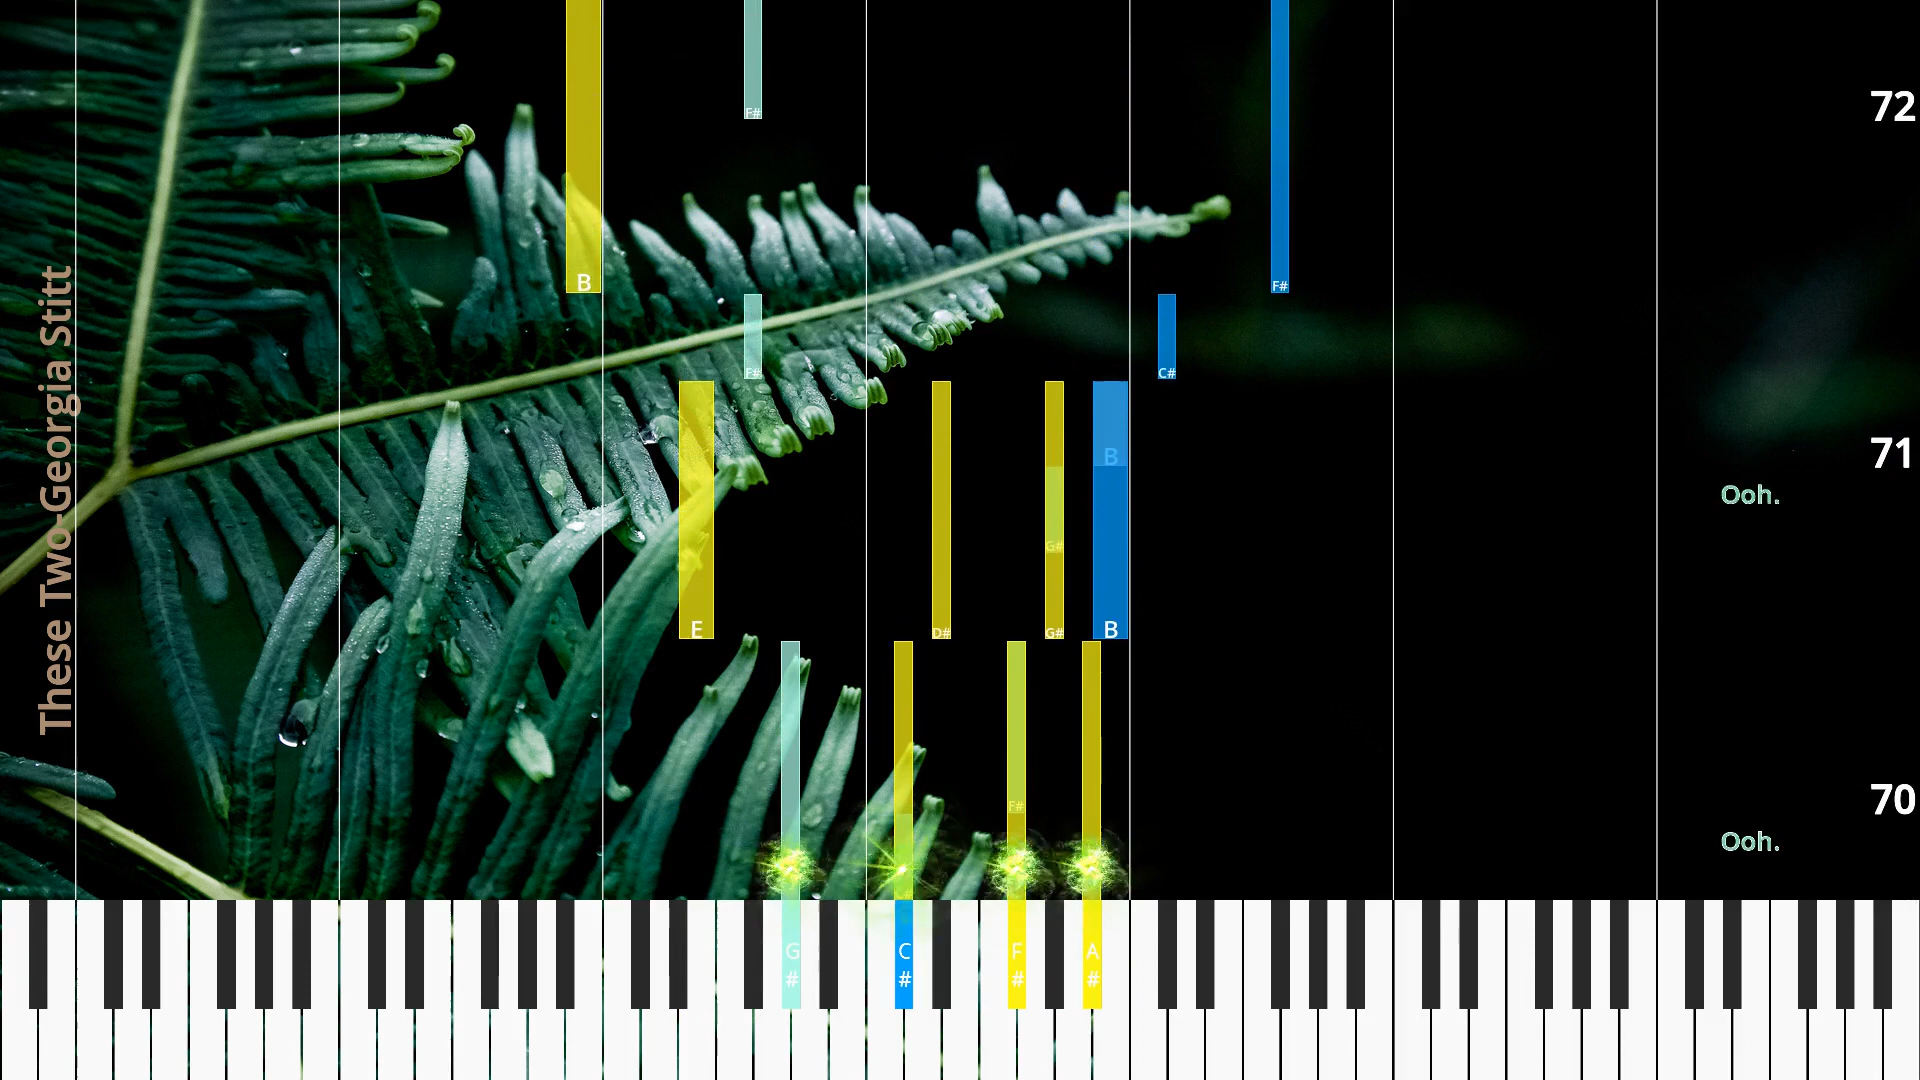 These Two-Georgia Stitt
72
F#
B
F#
F#
C#
71
B
Ooh.
G#
E
D#
G#
B
70
F#
Ooh.
G
#
C
#
F
#
A
#